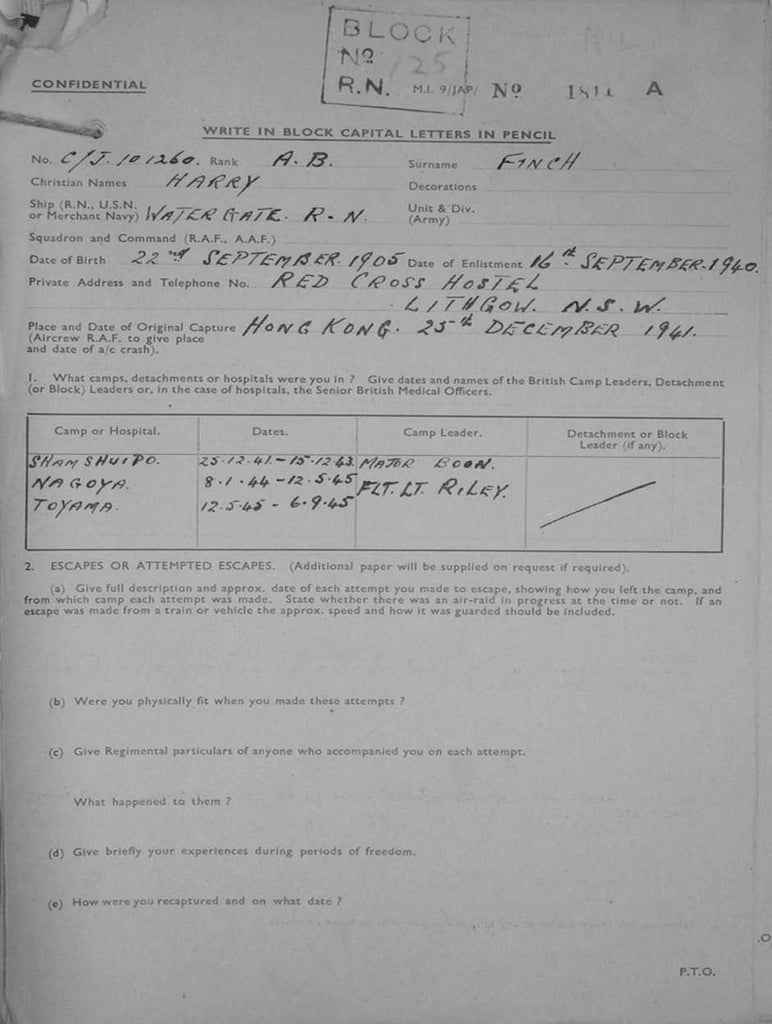 BLOCK
No 125
R.N. M.I. 9/JAP/ No 1811 A
CONFIDENTIAL
WRITE IN BLOCK CAPITAL LETTERS IN PENCIL
No. C/J. 101260. Rank A.B. Surname FINCH
Christian Names HARRY Decorations
Ship (R.N., U.S.N. or Merchant Navy) WATER GATE. R.N. Unit & Div. (Army)
Squadron and Command (R.A.F., A.A.F.)
Date of Birth 22nd SEPTEMBER. 1905 Date of Enlistment 16th SEPTEMBER. 1940.
Private Address and Telephone No. RED CROSS HOSTEL
LITHGOW. N.S.W.
Place and Date of Original Capture HONG KONG. 25th DECEMBER 1941.
(Aircrew R.A.F. to give place
and date of a/c crash).
1. What camps, detachments or hospitals were you in ? Give dates and names of the British Camp Leaders, Detachment
(or Block) Leaders or, in the case of hospitals, the Senior British Medical Officers.
Camp or Hospital. Dates. Camp Leader. Detachment or Block Leader (if any).
SHAM SHUI PO. 25.12.41.-15.12.43. MAJOR BOON.
NAGOYA. 8.1.44-12.5.45 FLT. LT. RILEY.
TOYAMA. 12.5.45 - 6.9.45
2. ESCAPES OR ATTEMPTED ESCAPES. (Additional paper will be supplied on request if required).
(a) Give full description and approx. date of each attempt you made to escape, showing how you left the camp, and
from which camp each attempt was made. State whether there was an air-raid in progress at the time or not. If an
escape was made from a train or vehicle the approx. speed and how it was guarded should be included.
(b) Were you physically fit when you made these attempts ?
(c) Give Regimental particulars of anyone who accompanied you on each attempt.
What happened to them ?
(d) Give briefly your experiences during periods of freedom.
(e) How were you recaptured and on what date ?
P.T.O.